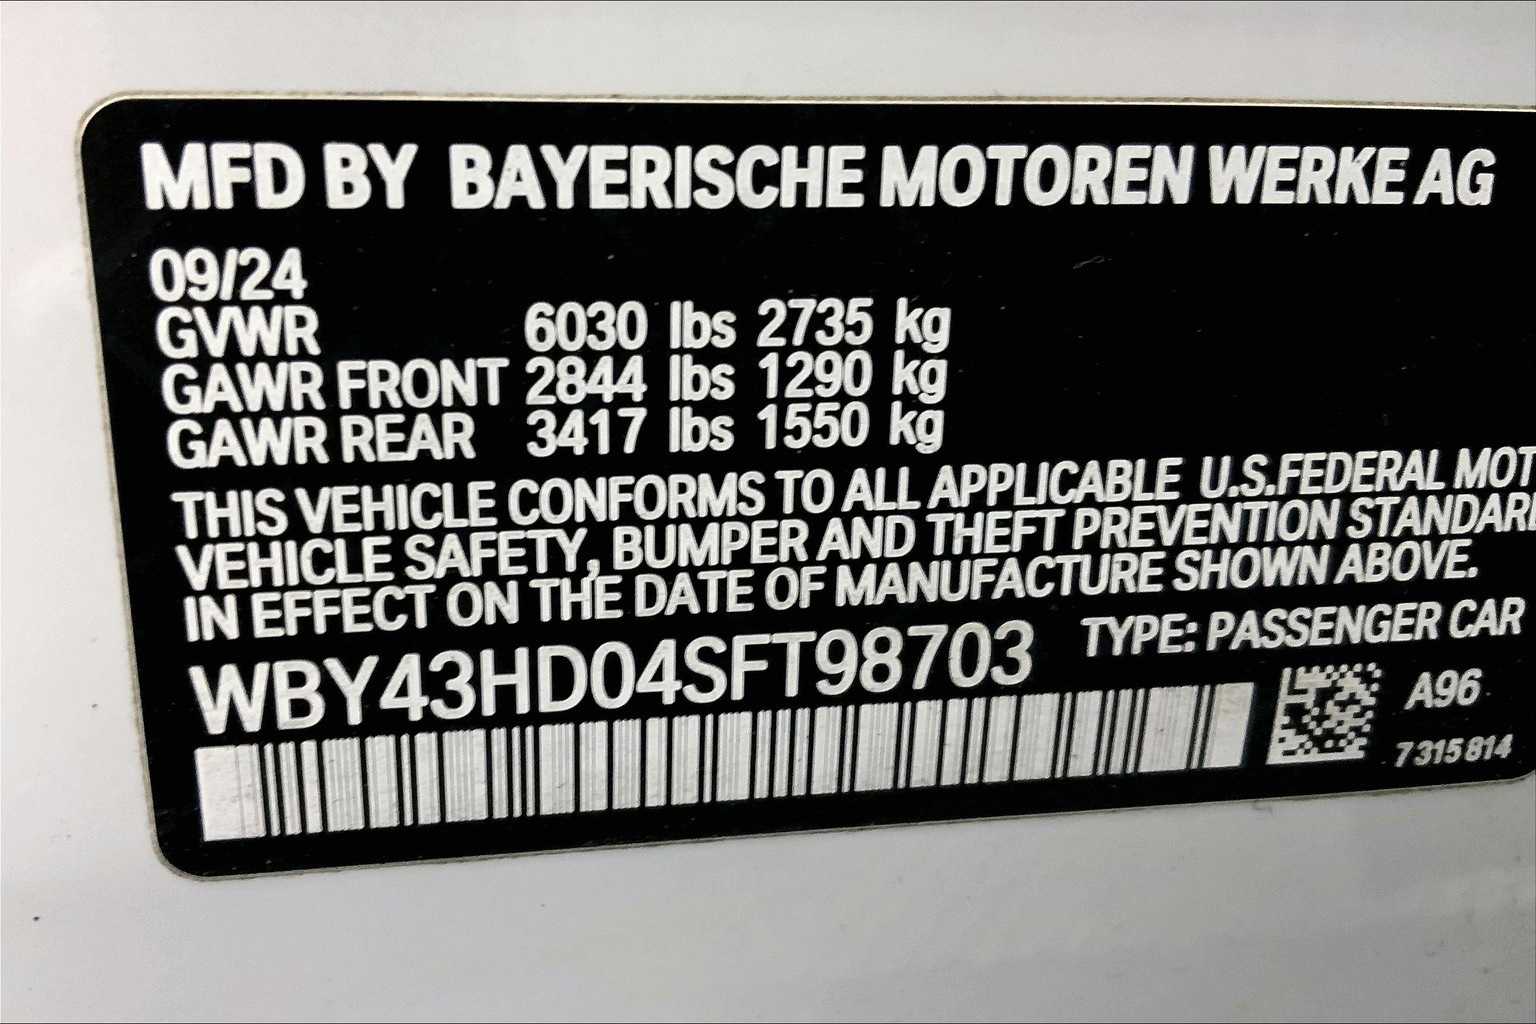 MFD BY BAYERISCHE MOTOREN WERKE AG
09/24
GVWR 6030 lbs 2735 kg
GAWR FRONT 2844 lbs 1290 kg
GAWR REAR 3417 lbs 1550 kg
THIS VEHICLE CONFORMS TO ALL APPLICABLE U.S.FEDERAL MOT
VEHICLE SAFETY, BUMPER AND THEFT PREVENTION STANDAR
IN EFFECT ON THE DATE OF MANUFACTURE SHOWN ABOVE.
WBY43HD04SFT98703 TYPE: PASSENGER CAR
A96
7315814